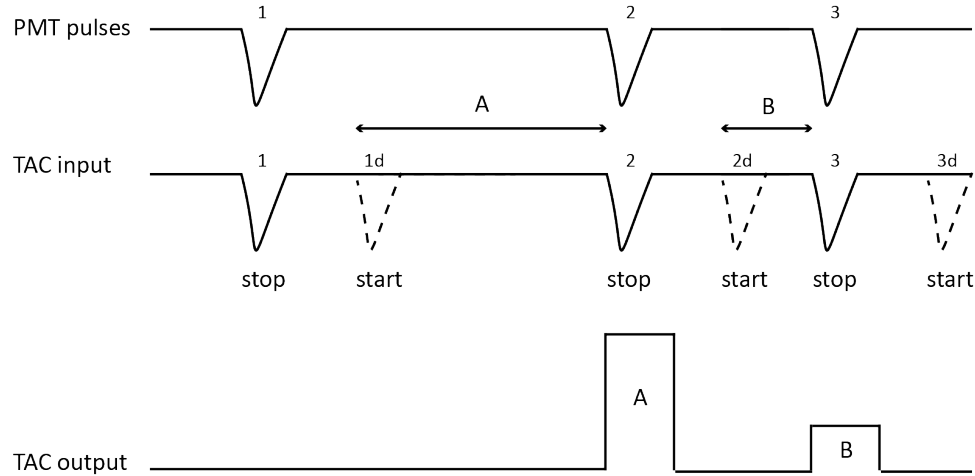 PMT pulses
1
2
3
A
B
TAC input
1
1d
2
2d
3
3d
stop
start
stop
start
stop
start
A
B
TAC output